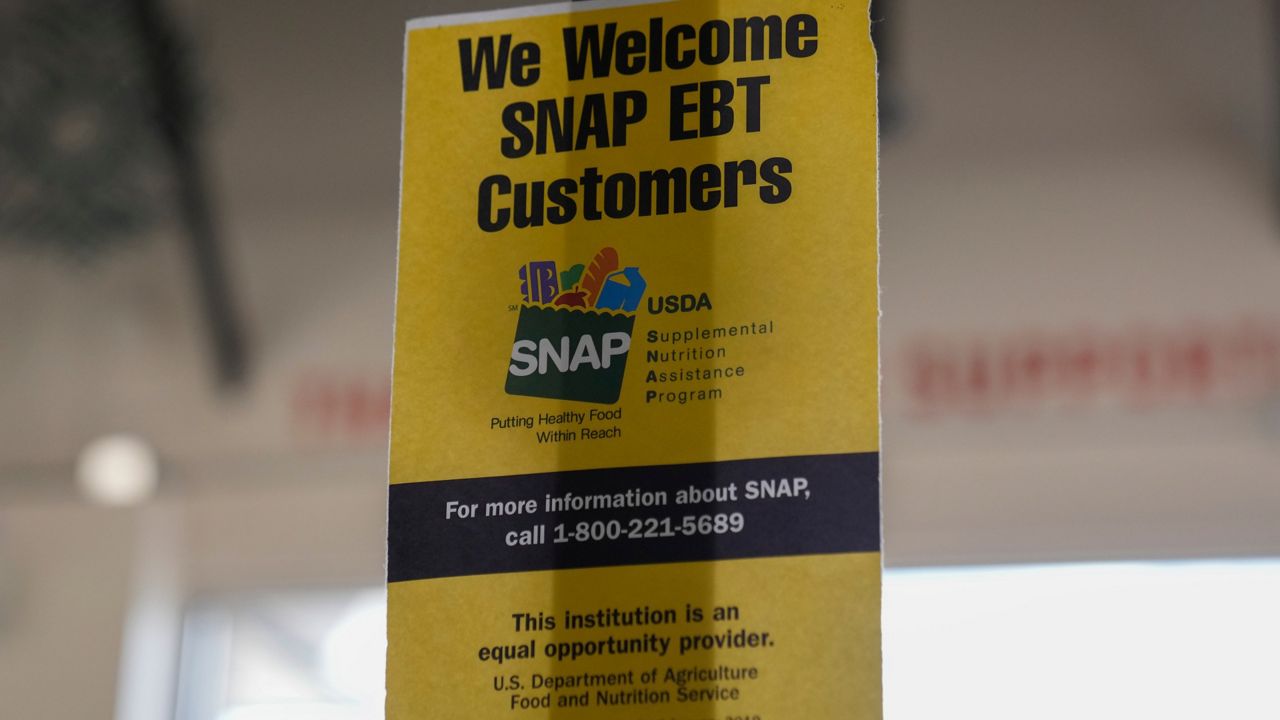 We Welcome
SNAP EBT
Customers
SM
SNAP
USDA
Supplemental
Nutrition
Assistance
Program
Putting Healthy Food
Within Reach
For more information about SNAP,
call 1-800-221-5689
This institution is an
equal opportunity provider.
U.S. Department of Agriculture
Food and Nutrition Service